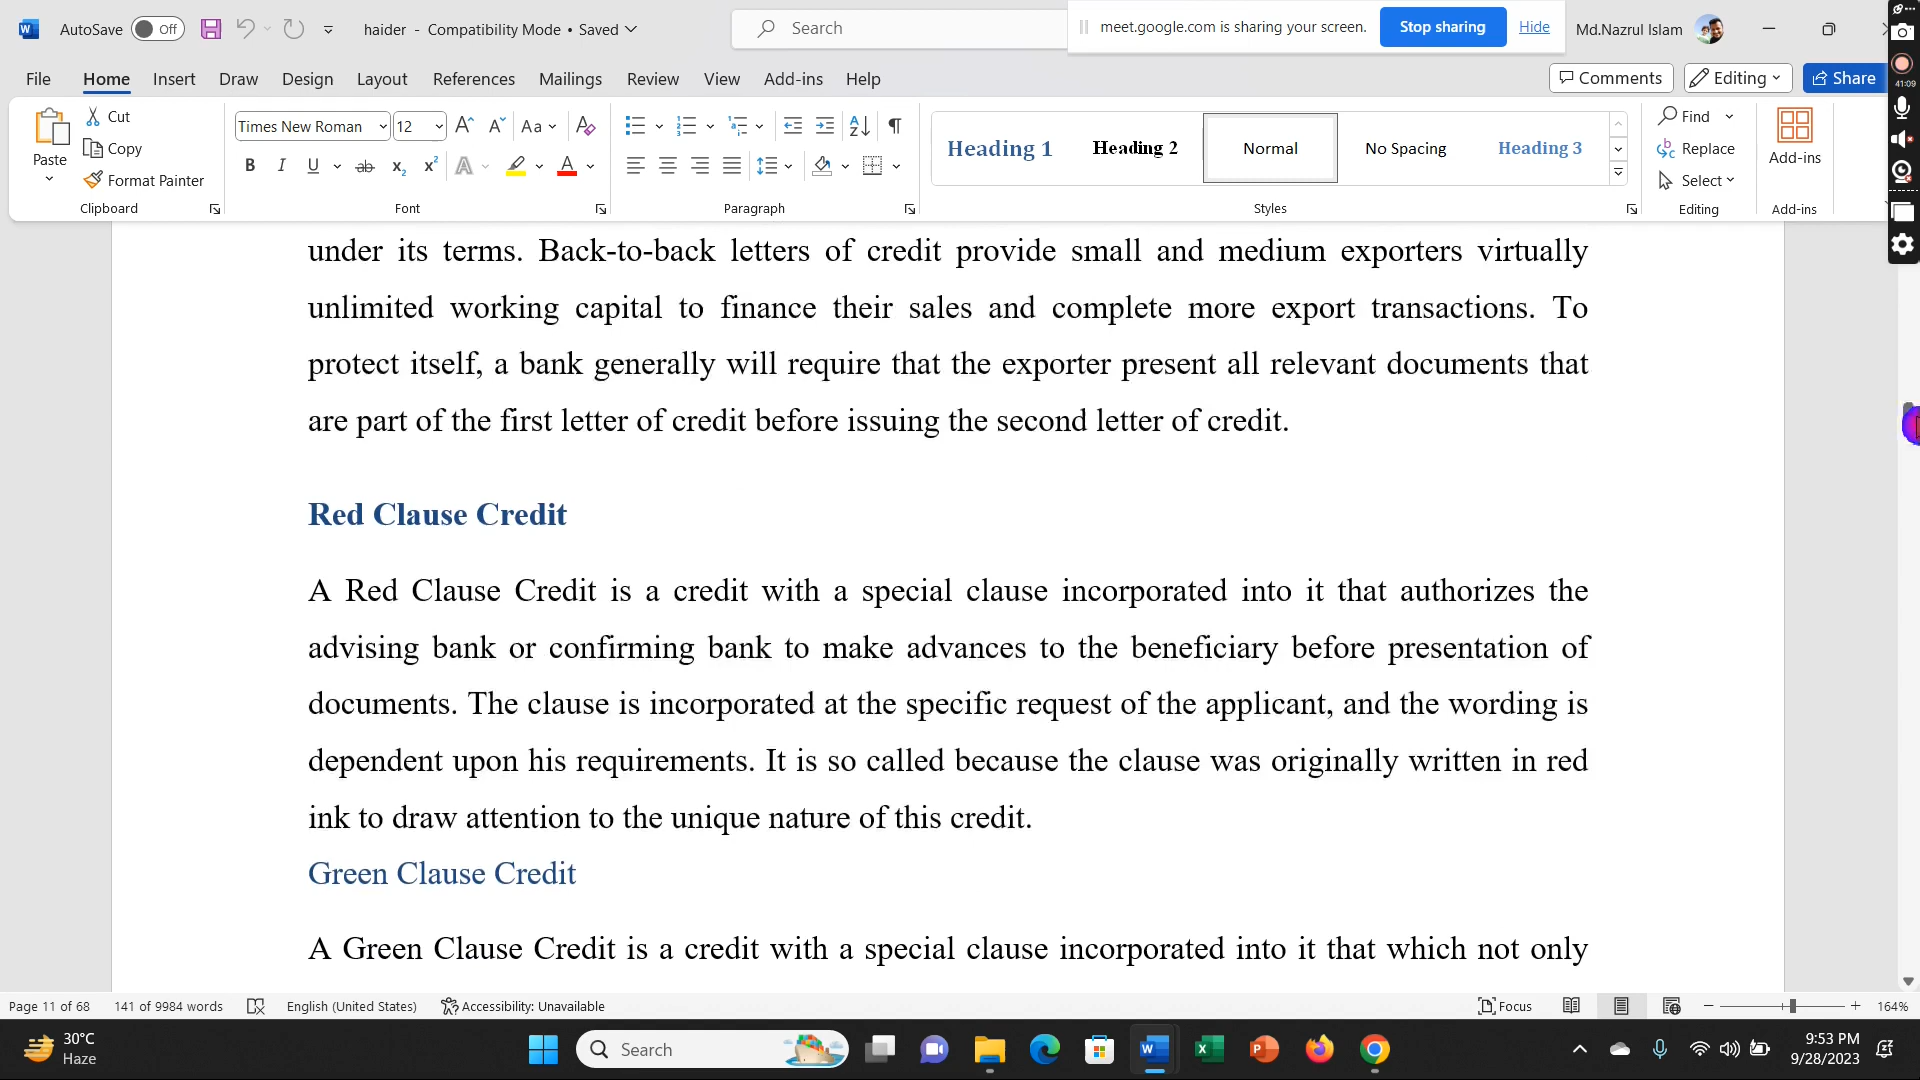 AutoSave Off haider - Compatibility Mode • Saved Search meet.google.com is sharing your screen. Stop sharing Hide Md.Nazrul Islam
File Home Insert Draw Design Layout References Mailings Review View Add-ins Help Comments Editing Share
41:09
Paste Cut Copy Format Painter
Clipboard
Times New Roman 12 Aa
B I U ab x₂ x² A A
Font
Paragraph
Heading 1 Heading 2 Normal No Spacing Heading 3
Styles
Find
Replace
Select
Editing
Add-ins
Add-ins
under its terms. Back-to-back letters of credit provide small and medium exporters virtually
unlimited working capital to finance their sales and complete more export transactions. To
protect itself, a bank generally will require that the exporter present all relevant documents that
are part of the first letter of credit before issuing the second letter of credit.
Red Clause Credit
A Red Clause Credit is a credit with a special clause incorporated into it that authorizes the
advising bank or confirming bank to make advances to the beneficiary before presentation of
documents. The clause is incorporated at the specific request of the applicant, and the wording is
dependent upon his requirements. It is so called because the clause was originally written in red
ink to draw attention to the unique nature of this credit.
Green Clause Credit
A Green Clause Credit is a credit with a special clause incorporated into it that which not only
Page 11 of 68 141 of 9984 words English (United States) Accessibility: Unavailable Focus 164%
30°C
Haze
Search
9:53 PM
9/28/2023